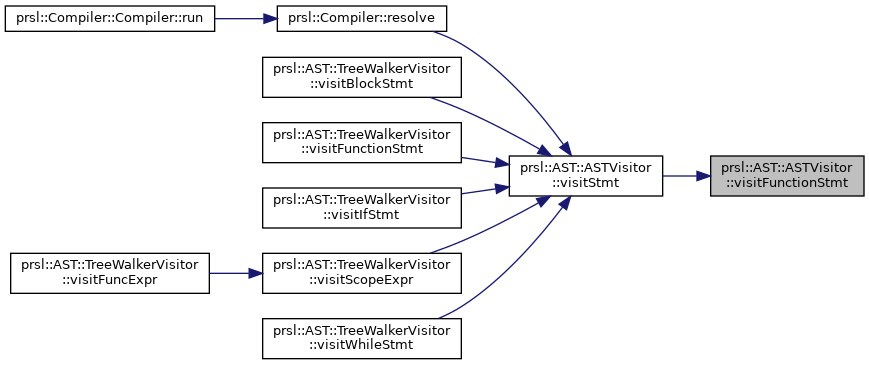 prsl::Compiler::Compiler::run
prsl::Compiler::resolve
prsl::AST::TreeWalkerVisitor
::visitBlockStmt
prsl::AST::TreeWalkerVisitor
::visitFunctionStmt
prsl::AST::ASTVisitor
::visitStmt
prsl::AST::ASTVisitor
::visitFunctionStmt
prsl::AST::TreeWalkerVisitor
::visitIfStmt
prsl::AST::TreeWalkerVisitor
::visitFuncExpr
prsl::AST::TreeWalkerVisitor
::visitScopeExpr
prsl::AST::TreeWalkerVisitor
::visitWhileStmt